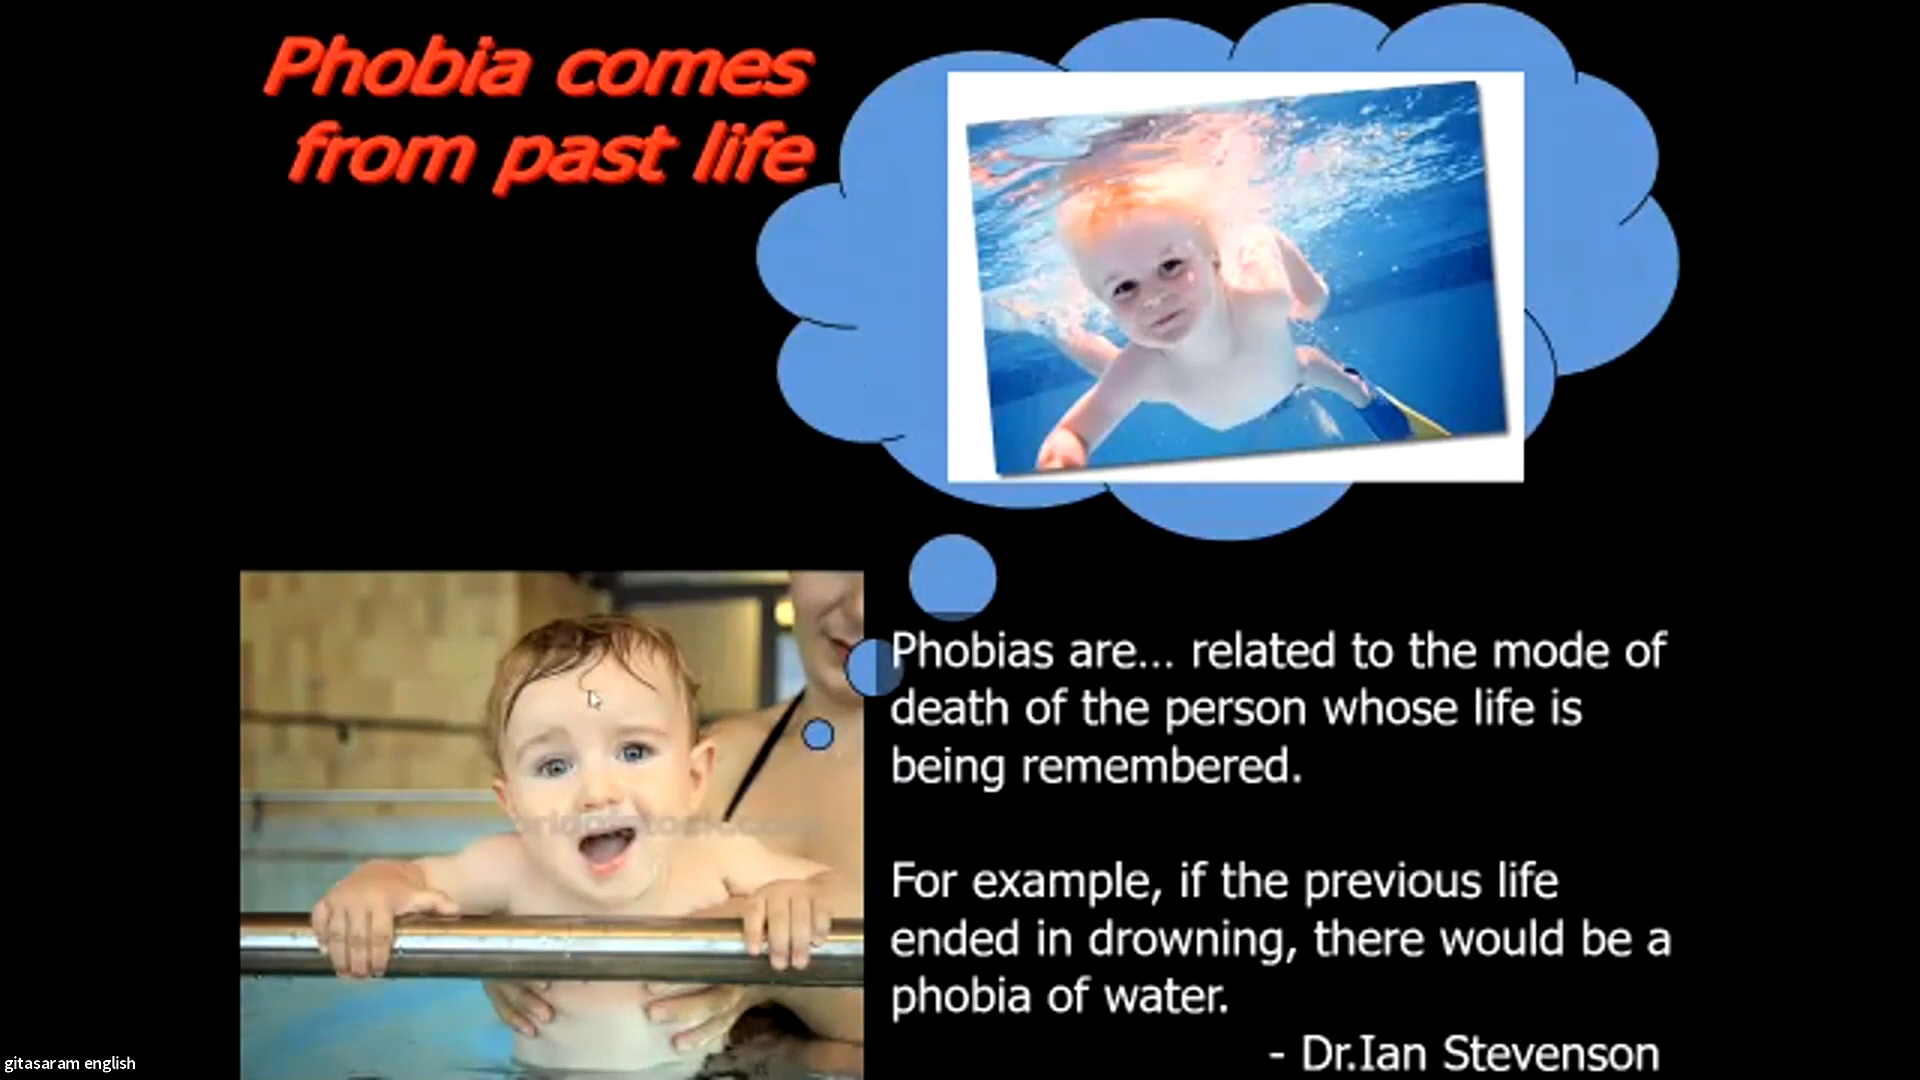 Phobia comes
from past life
Phobias are... related to the mode of
death of the person whose life is
being remembered.
For example, if the previous life
ended in drowning, there would be a
phobia of water.
- Dr.Ian Stevenson
gitasaram english